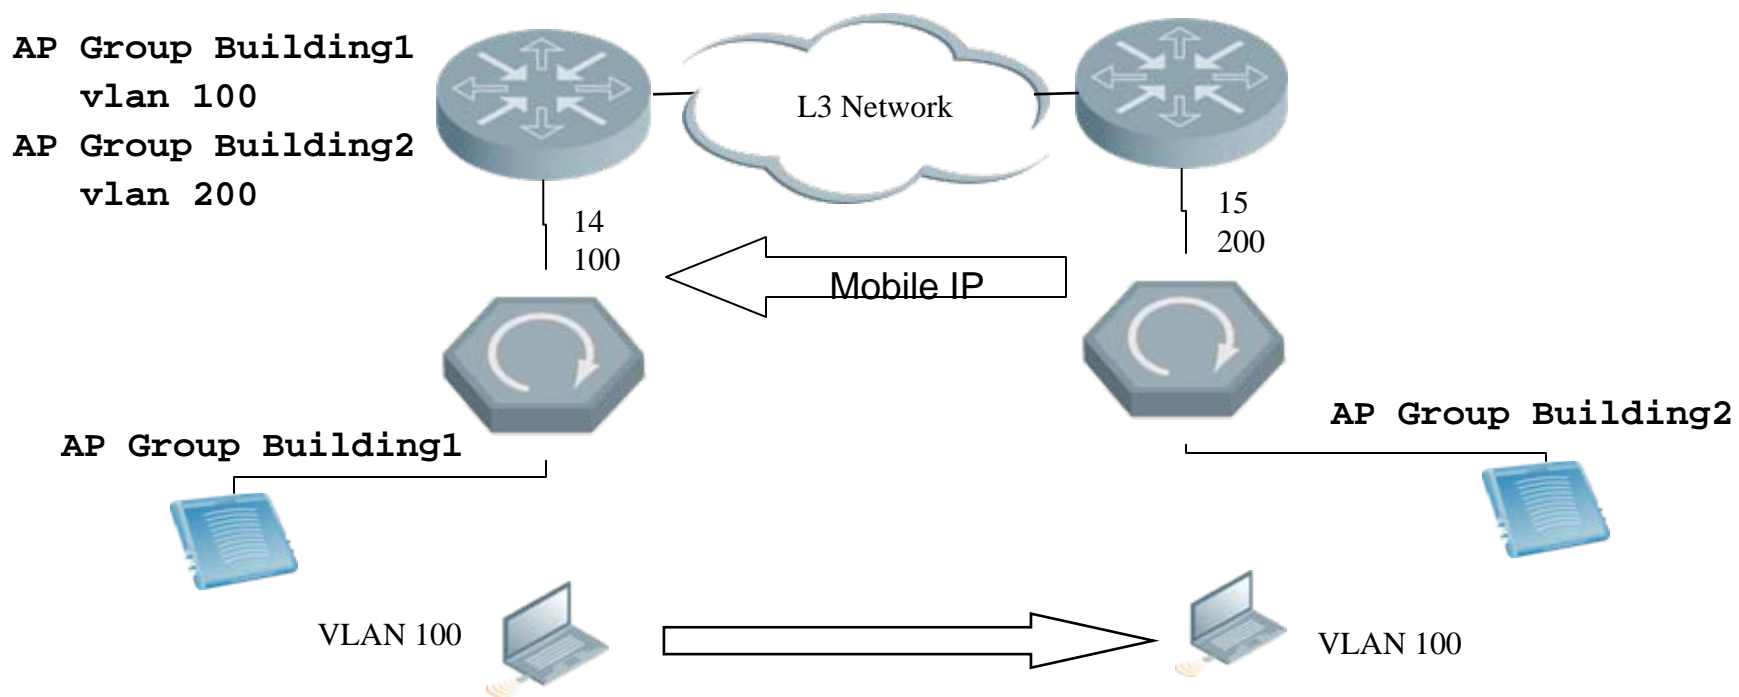 AP Group Building1
vlan 100
AP Group Building2
vlan 200
L3 Network
14
100
15
200
Mobile IP
AP Group Building1
AP Group Building2
VLAN 100
VLAN 100